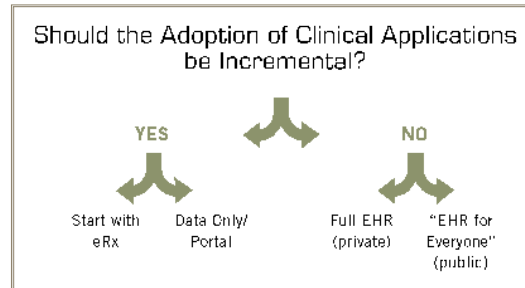 Should the Adoption of Clinical Applications
be Incremental?
YES
NO
Start with
eRx
Data Only/
Portal
Full EHR
(private)
"EHR for
Everyone"
(public)